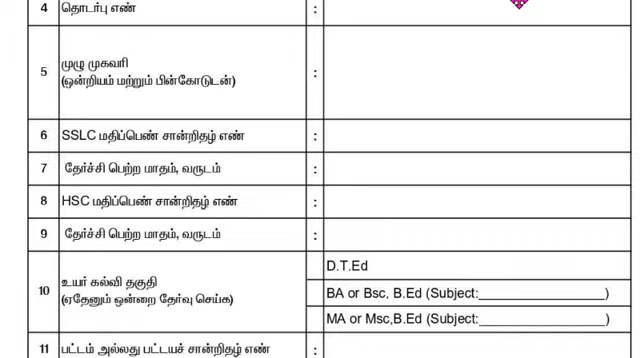 4 தொடர்பு எண் :
5 முழு முகவரி
(ஒன்றியம் மற்றும் பின்கோடுடன்) :
6 SSLC மதிப்பெண் சான்றிதழ் எண் :
7 தேர்ச்சி பெற்ற மாதம், வருடம் :
8 HSC மதிப்பெண் சான்றிதழ் எண் :
9 தேர்ச்சி பெற்ற மாதம், வருடம் :
10 உயர் கல்வி தகுதி
(ஏதேனும் ஒன்றை தேர்வு செய்க)
D.T.Ed
BA or Bsc, B.Ed (Subject:________________)
MA or Msc,B.Ed (Subject:________________)
11 பட்டம் அல்லது பட்டயச் சான்றிதழ் எண் :